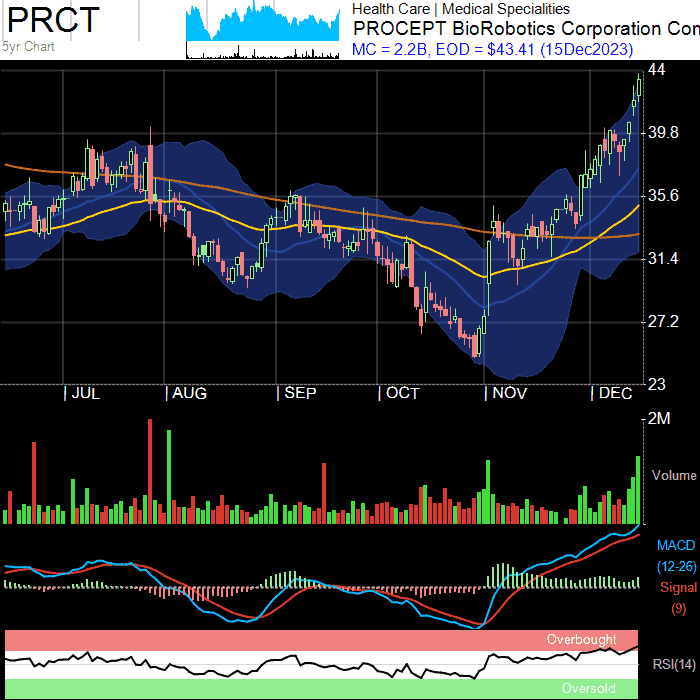 PRCT
5yr Chart
Health Care | Medical Specialities
PROCEPT BioRobotics Corporation Con
MC = 2.2B, EOD = $43.41 (15Dec2023)
44
39.8
35.6
31.4
27.2
23
| JUL | AUG | SEP | OCT | NOV | DEC
2M
Volume
MACD
(12-26)
Signal
(9)
Overbought
RSI(14)
Oversold